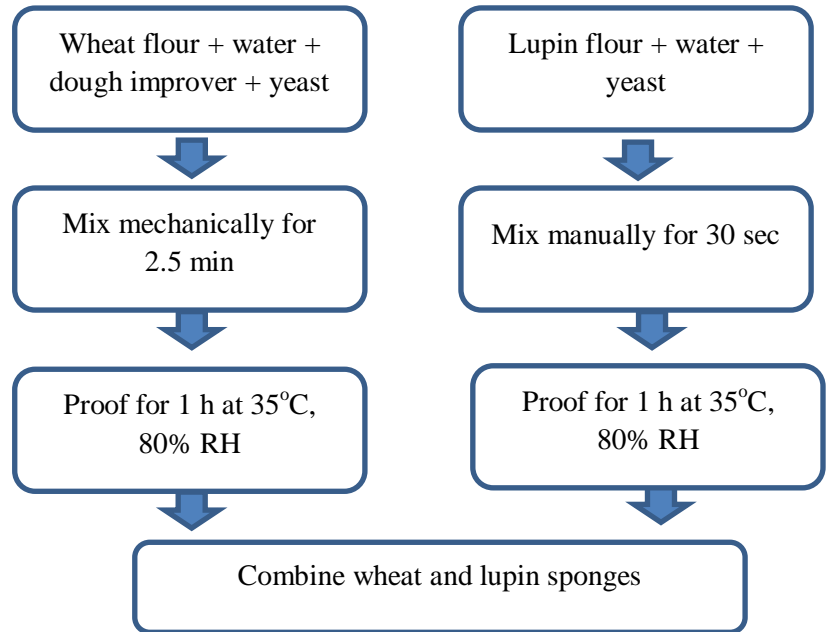 Wheat flour + water +
dough improver + yeast
Lupin flour + water +
yeast
Mix mechanically for
2.5 min
Mix manually for 30 sec
Proof for 1 h at 35°C,
80% RH
Proof for 1 h at 35°C,
80% RH
Combine wheat and lupin sponges